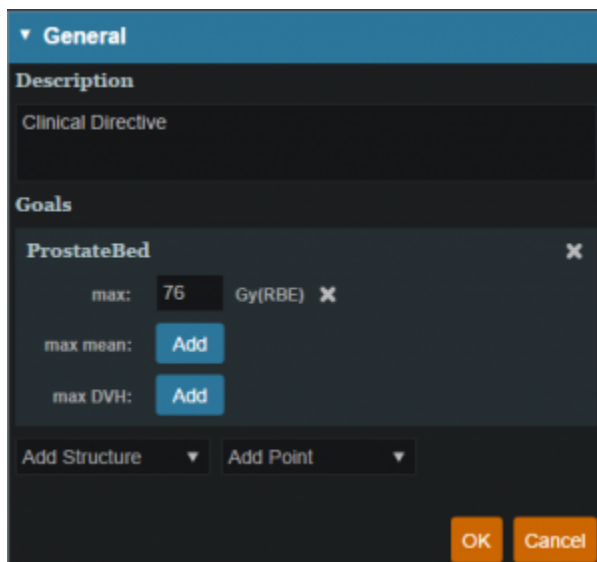 General
Description
Clinical Directive
Goals
ProstateBed
max: 76 Gy(RBE)
max mean: Add
max DVH: Add
Add Structure Add Point
OK Cancel